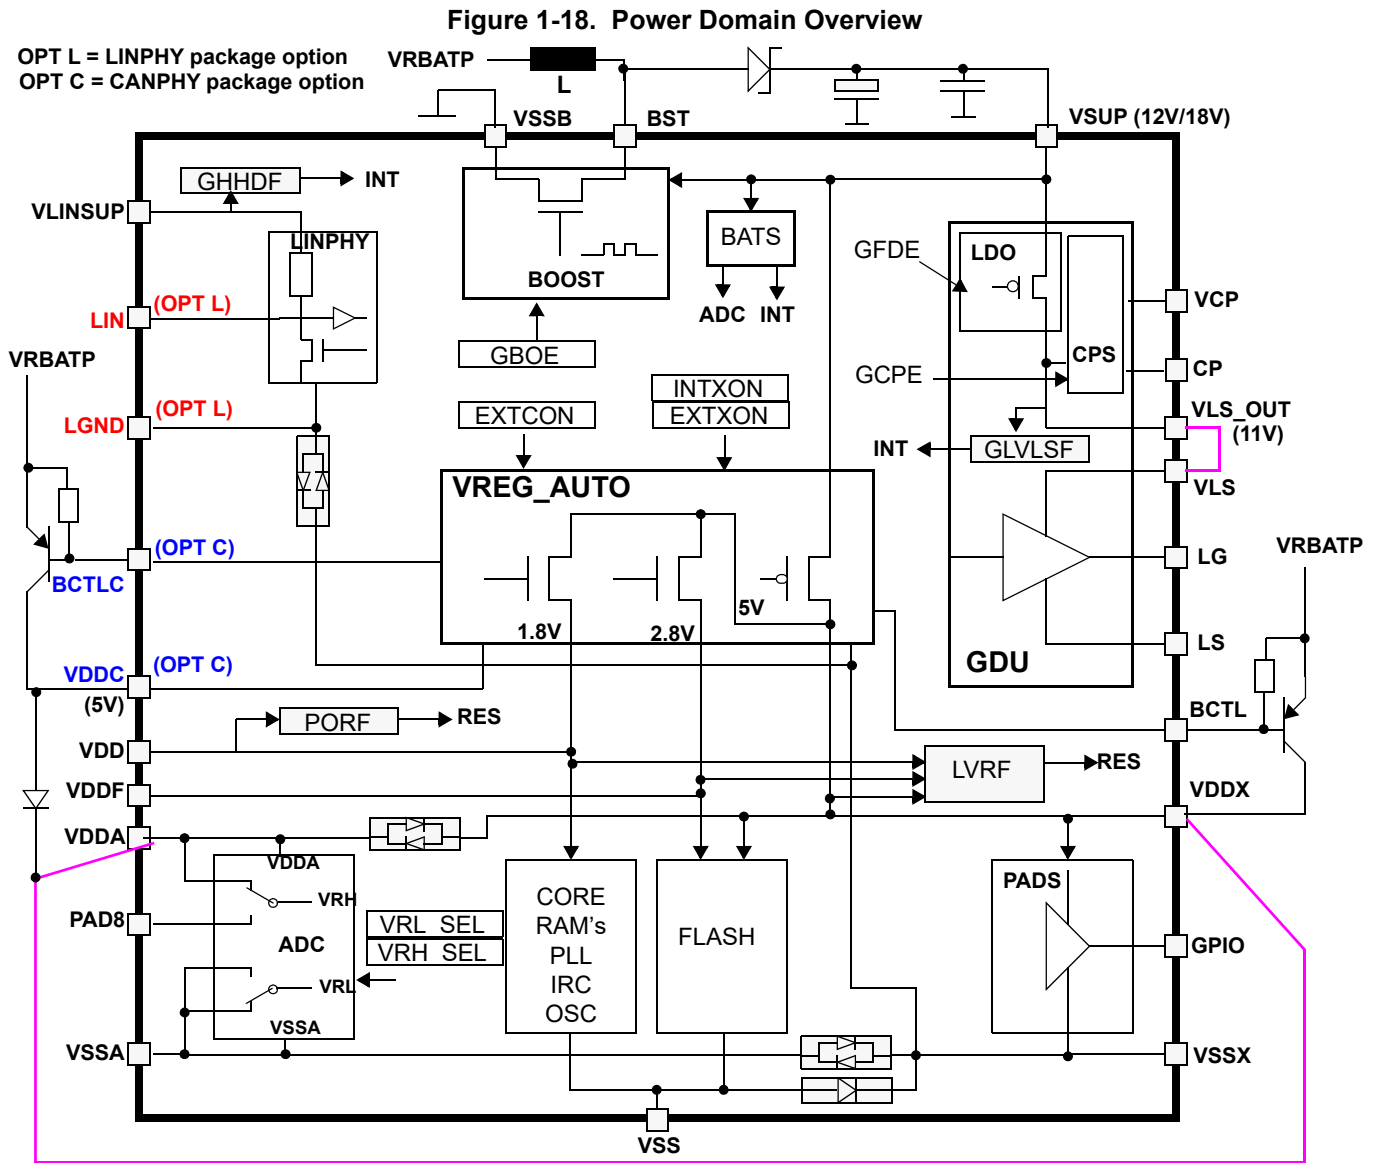 Figure 1-18. Power Domain Overview
OPT L = LINPHY package option
OPT C = CANPHY package option
VRBATP
L
VSSB
BST
VSUP (12V/18V)
GHHDF
INT
VLINSUP
LINPHY
BOOST
BATS
ADC
INT
GFDE
LDO
CPS
VCP
(OPT L)
LIN
GBOE
GCPE
CP
VRBATP
INTXON
EXTCON
EXTXON
(OPT L)
LGND
VLS_OUT
(11V)
INT
GLVLSF
VREG_AUTO
VLS
(OPT C)
BCTLC
LG
VRBATP
5V
1.8V
2.8V
LS
GDU
(OPT C)
VDDC
(5V)
PORF
RES
BCTL
VDD
LVRF
RES
VDDF
VDDX
VDDA
VDDA
VRH
PADS
CORE
RAM's
PLL
IRC
OSC
FLASH
PAD8
VRL SEL
VRH SEL
ADC
GPIO
VRL
VSSA
VSSA
VSSX
VSS